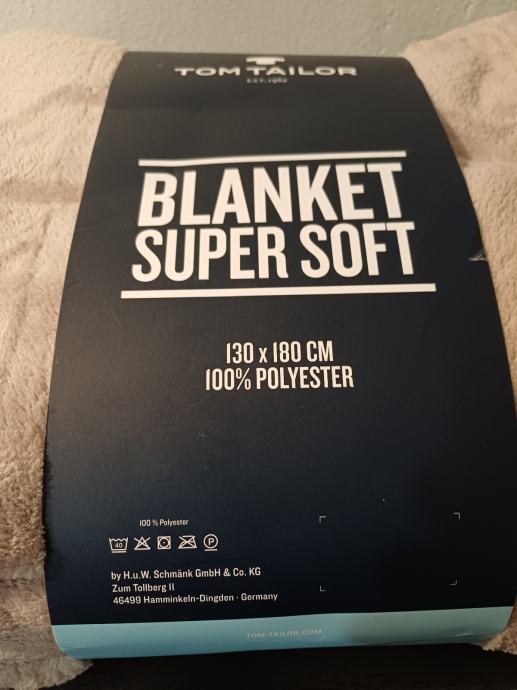 TOM TAILOR
EST. 1962
BLANKET
SUPER SOFT
130 x 180 CM
100% POLYESTER
100 % Polyester
40
P
by H.u.W. Schmänk GmbH & Co. KG
Zum Tollberg II
46499 Hamminkeln-Dingden · Germany
TOM-TAILOR.COM